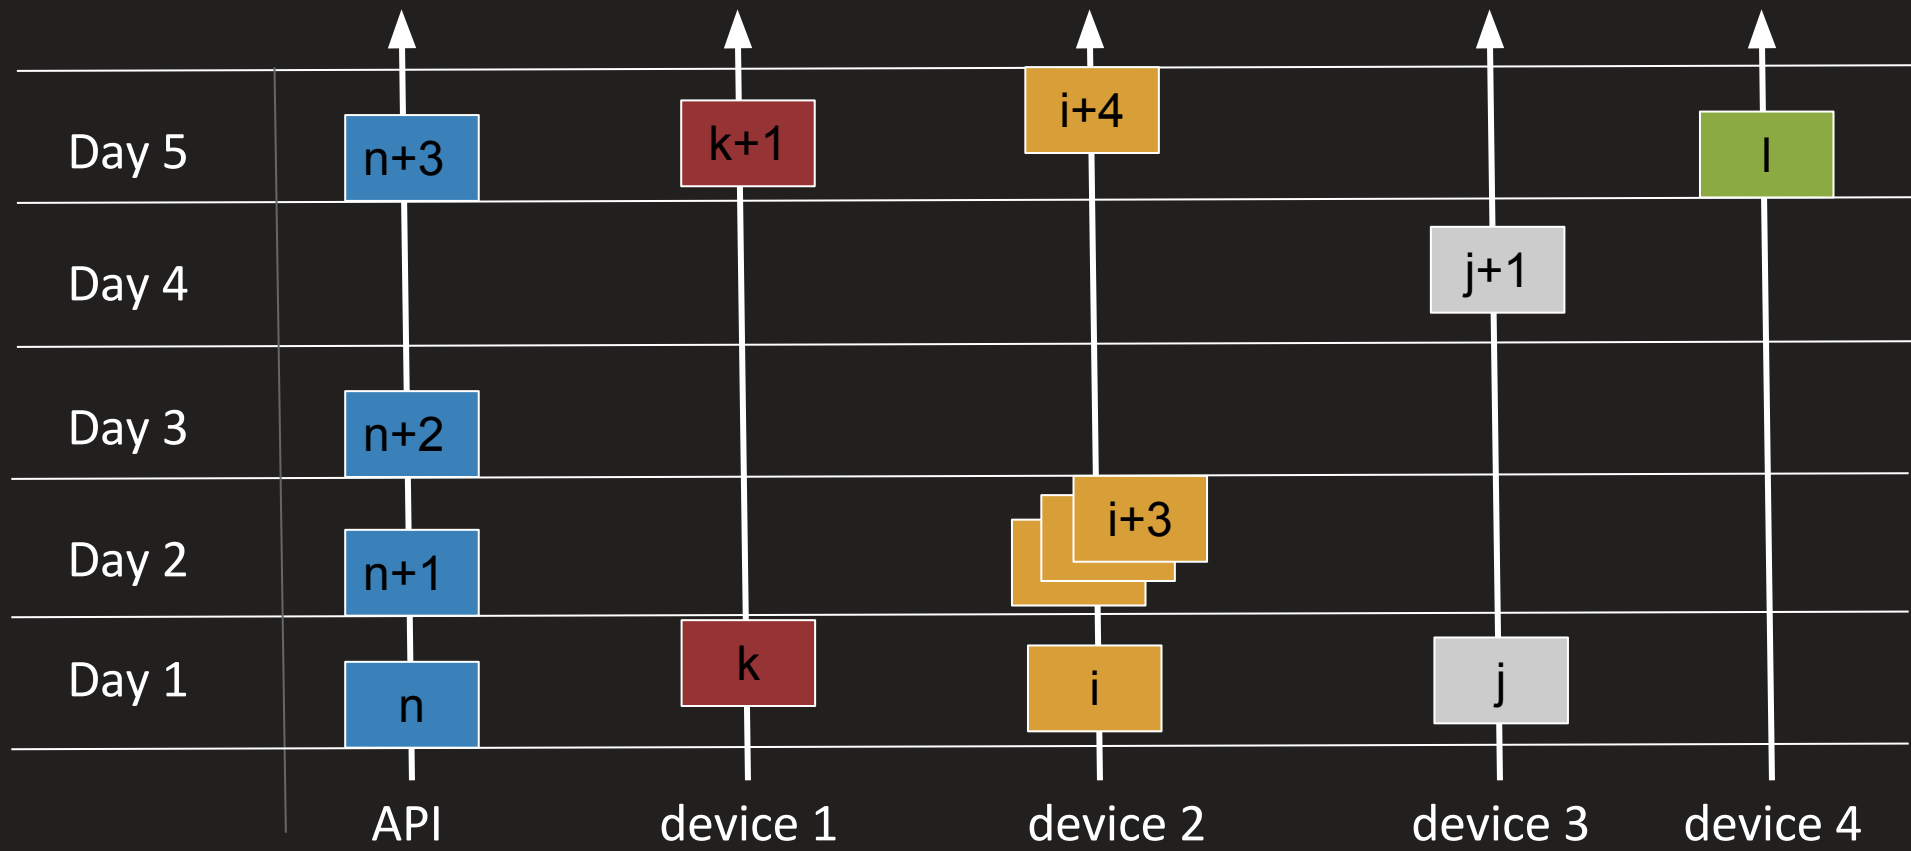 Day 5
n+3
k+1
i+4
l
Day 4
j+1
Day 3
n+2
Day 2
n+1
i+3
Day 1
n
k
i
j
API
device 1
device 2
device 3
device 4